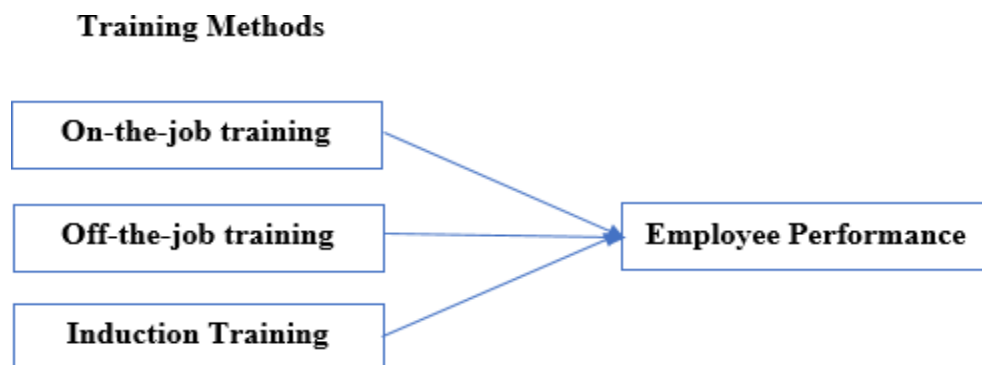 Training Methods
On-the-job training
Off-the-job training
Employee Performance
Induction Training